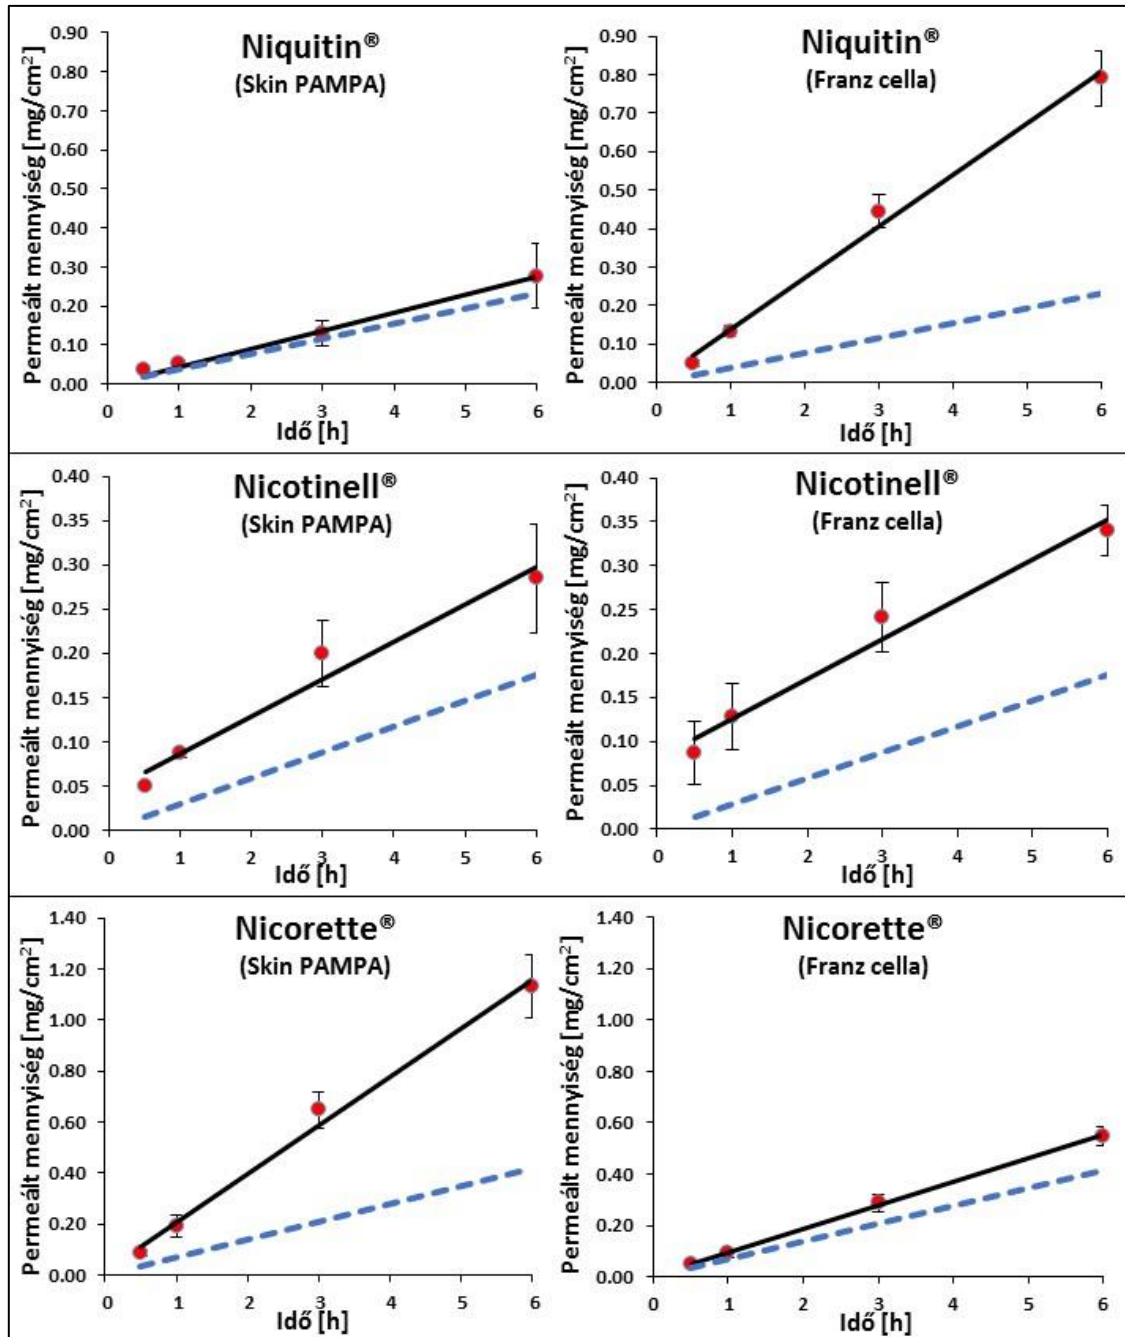 Niquitin®
(Skin PAMPA)
Permeált mennyiség [mg/cm²]
0.90
0.80
0.70
0.60
0.50
0.40
0.30
0.20
0.10
0.00
0 1 2 3 4 5 6
Idő [h]
Niquitin®
(Franz cella)
Permeált mennyiség [mg/cm²]
0.90
0.80
0.70
0.60
0.50
0.40
0.30
0.20
0.10
0.00
0 1 2 3 4 5 6
Idő [h]
Nicotinell®
(Skin PAMPA)
Permeált mennyiség [mg/cm²]
0.40
0.35
0.30
0.25
0.20
0.15
0.10
0.05
0.00
0 1 2 3 4 5 6
Idő [h]
Nicotinell®
(Franz cella)
Permeált mennyiség [mg/cm²]
0.40
0.35
0.30
0.25
0.20
0.15
0.10
0.05
0.00
0 1 2 3 4 5 6
Idő [h]
Nicorette®
(Skin PAMPA)
Permeált mennyiség [mg/cm²]
1.40
1.20
1.00
0.80
0.60
0.40
0.20
0.00
0 1 2 3 4 5 6
Idő [h]
Nicorette®
(Franz cella)
Permeált mennyiség [mg/cm²]
1.40
1.20
1.00
0.80
0.60
0.40
0.20
0.00
0 1 2 3 4 5 6
Idő [h]